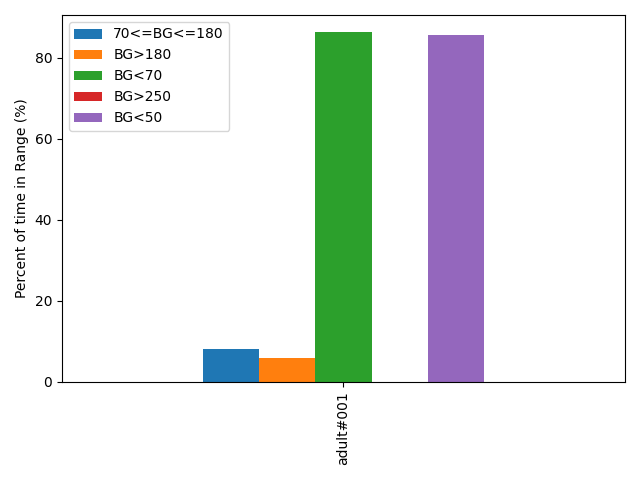 70<=BG<=180
BG>180
BG<70
BG>250
BG<50
Percent of time in Range (%)
80
60
40
20
0
adult#001